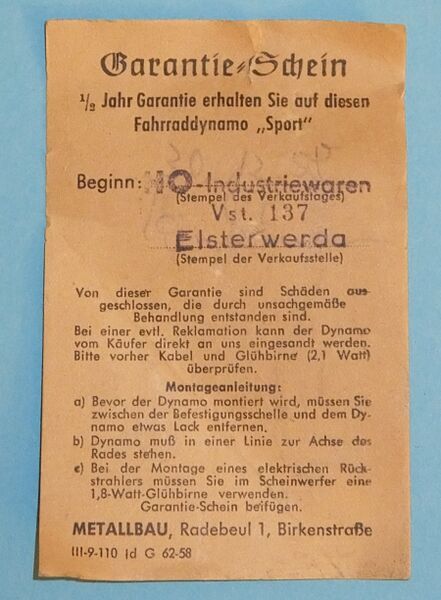 Garantie-Schein
½ Jahr Garantie erhalten Sie auf diesen
Fahrraddynamo „Sport"
Beginn: HO-Industriewaren
(Stempel des Verkaufstages)
Vst. 137
Elsterwerda
(Stempel der Verkaufsstelle)
Von dieser Garantie sind Schäden aus-
geschlossen, die durch unsachgemäße
Behandlung entstanden sind.
Bei einer evtl. Reklamation kann der Dynamo
vom Käufer direkt an uns eingesandt werden.
Bitte vorher Kabel und Glühbirne (2,1 Watt)
überprüfen.
Montageanleitung:
a) Bevor der Dynamo montiert wird, müssen Sie
zwischen der Befestigungsschelle und dem Dy-
namo etwas Lack entfernen.
b) Dynamo muß in einer Linie zur Achse des
Rades stehen.
c) Bei der Montage eines elektrischen Rück-
strahlers müssen Sie im Scheinwerfer eine
1,8-Watt-Glühbirne verwenden.
Garantie-Schein beifügen.
METALLBAU, Radebeul 1, Birkenstraße
III-9-110 Jd G 62-58